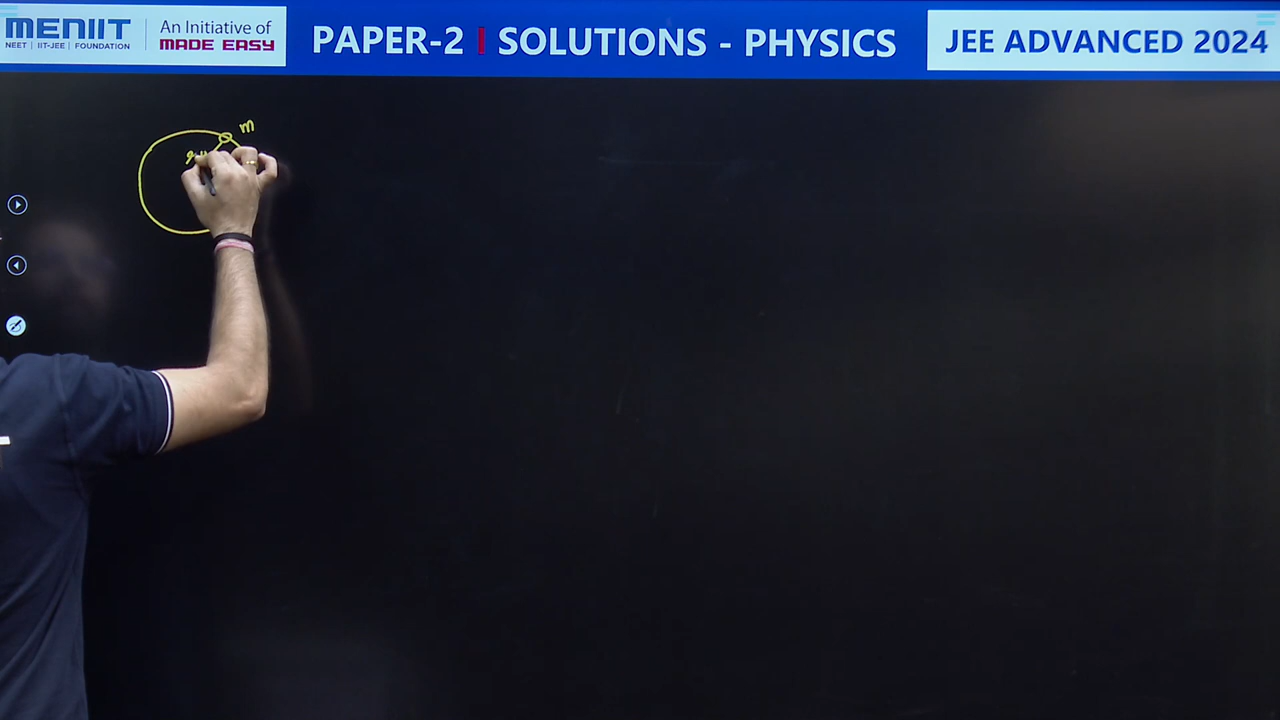 MENIIT
NEET | IIT-JEE | FOUNDATION
An Initiative of
MADE EASY
PAPER-2 | SOLUTIONS - PHYSICS
JEE ADVANCED 2024
m